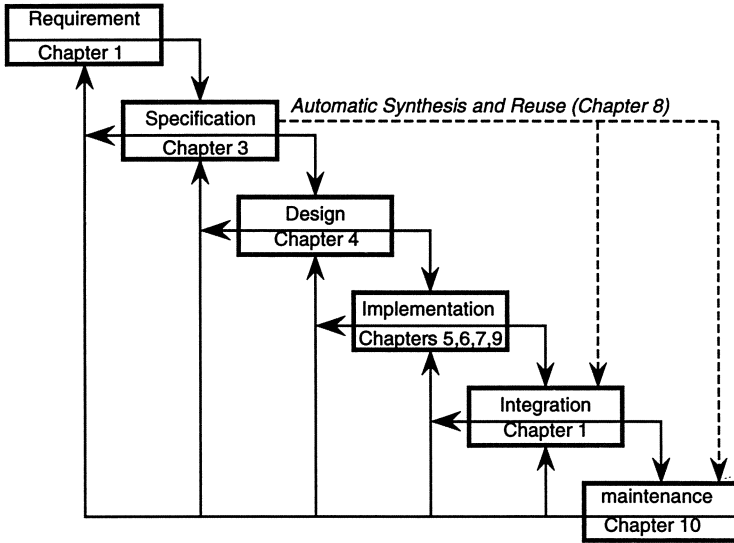 Requirement
Chapter 1
Automatic Synthesis and Reuse (Chapter 8)
Specification
Chapter 3
Design
Chapter 4
Implementation
Chapters 5,6,7,9
Integration
Chapter 1
maintenance
Chapter 10